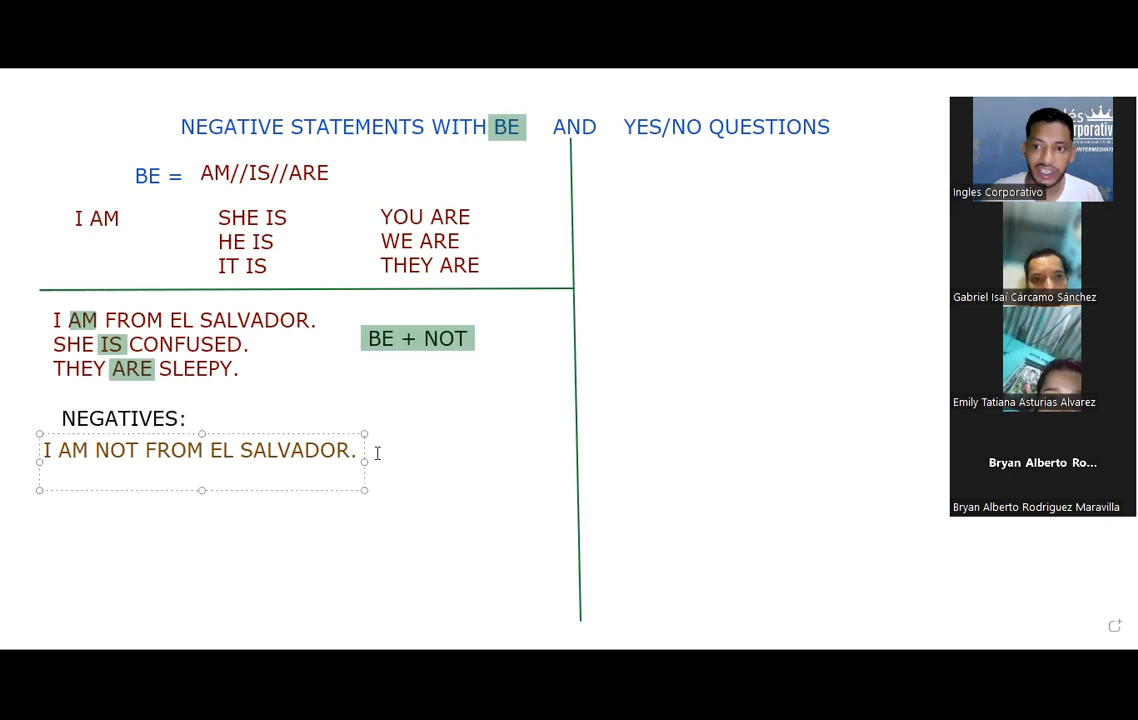 NEGATIVE STATEMENTS WITH BE AND YES/NO QUESTIONS
BE = AM//IS//ARE
I AM SHE IS YOU ARE
HE IS WE ARE
IT IS THEY ARE
I AM FROM EL SALVADOR.
SHE IS CONFUSED.
THEY ARE SLEEPY.
BE + NOT
NEGATIVES:
I AM NOT FROM EL SALVADOR.
Ingles Corporativo
Gabriel Isaí Cárcamo Sánchez
Emily Tatiana Asturias Alvarez
Bryan Alberto Ro...
Bryan Alberto Rodriguez Maravilla